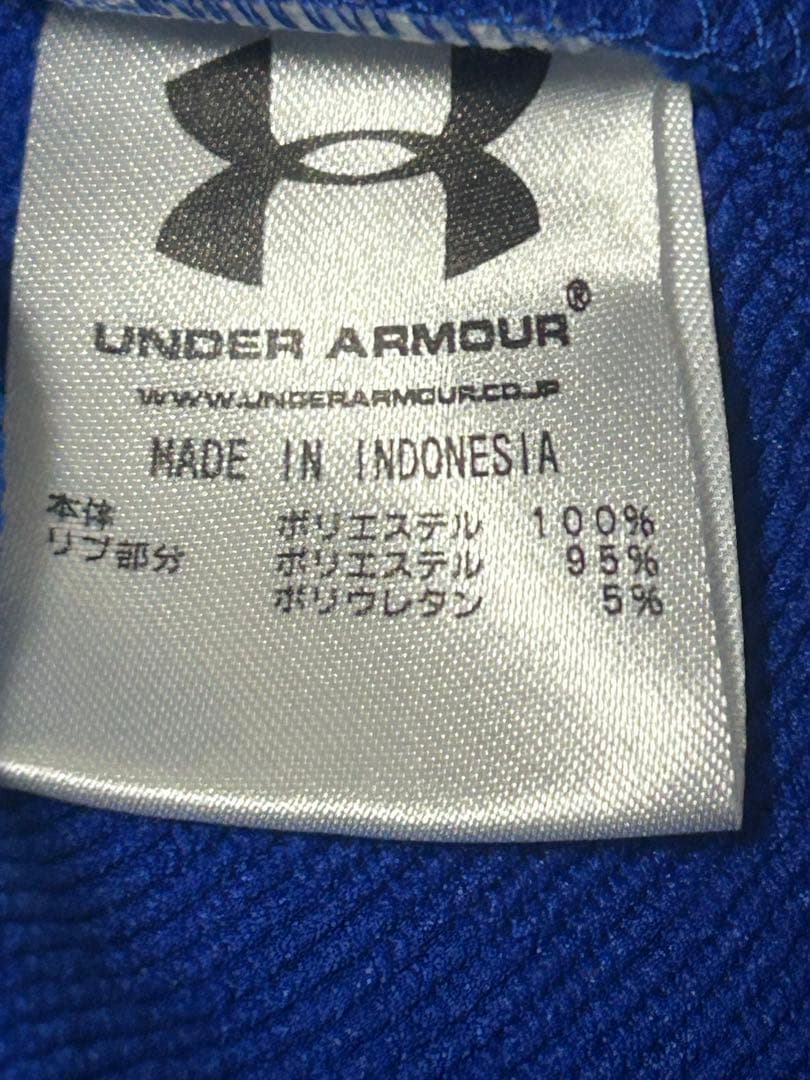 UNDER ARMOUR®
WWW.UNDERARMOUR.CO.JP
MADE IN INDONESIA
本体 ポリエステル 100%
リブ部分 ポリエステル 95%
ポリウレタン 5%